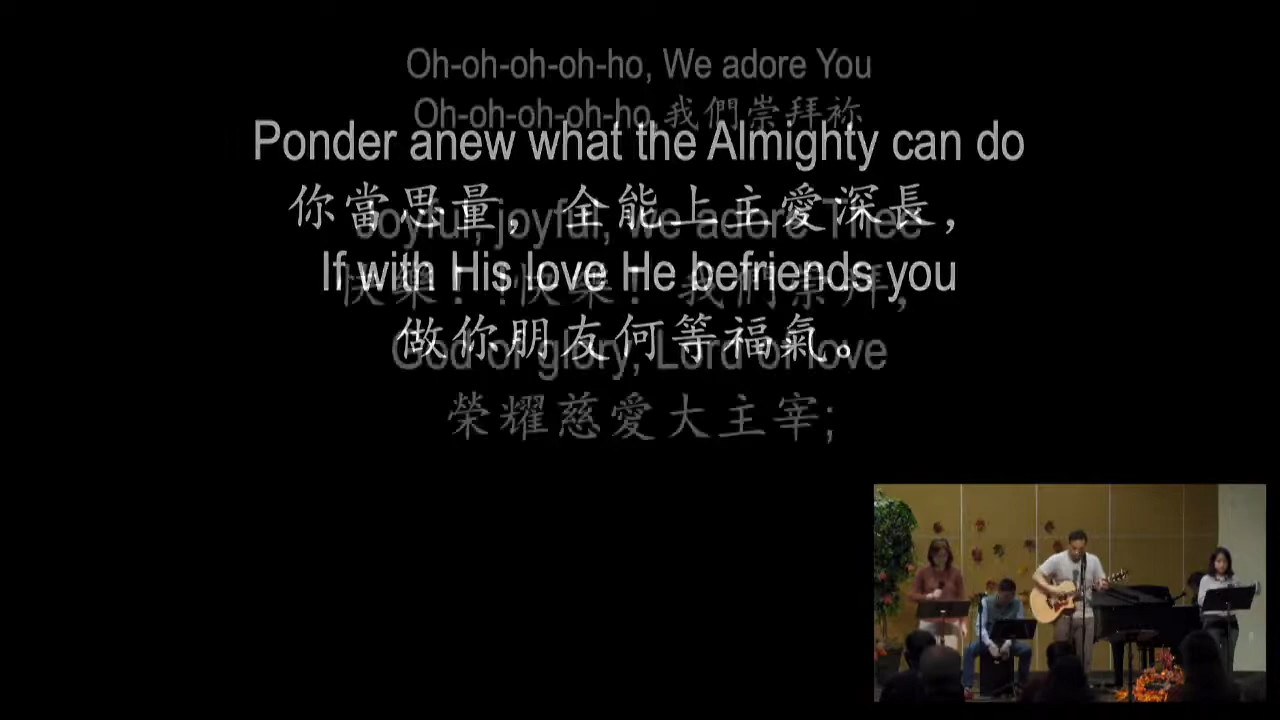 Oh-oh-oh-oh-ho, We adore You
Oh-oh-oh-oh-ho 我們崇拜祢
Ponder anew what the Almighty can do
你當思量，全能上主愛深長，
Joyful, joyful, we adore Thee
If with His love He befriends you
快樂！快樂！我們崇拜，
做你朋友何等福氣。
God of glory, Lord of love
榮耀慈愛大主宰;